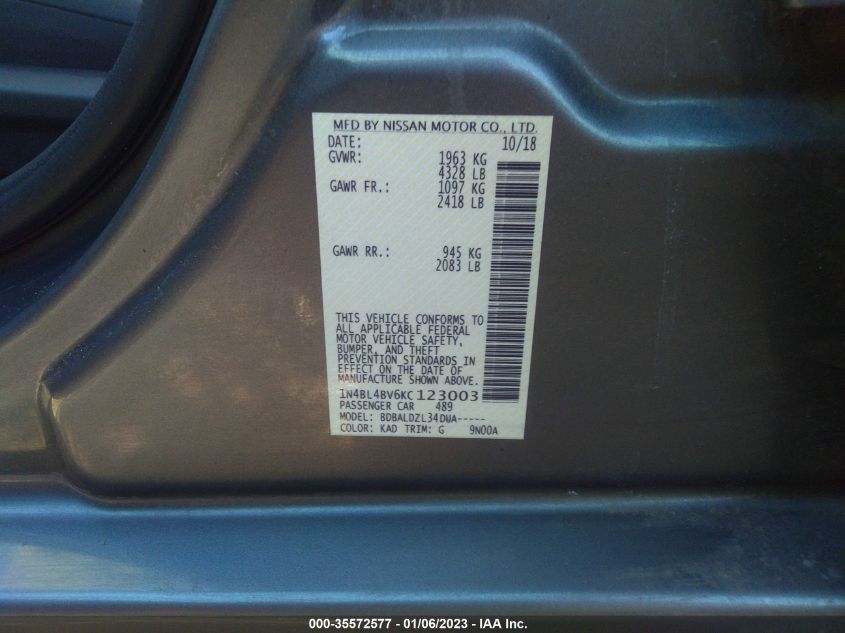 MFD BY NISSAN MOTOR CO., LTD.
DATE: 10/18
GVWR: 1963 KG
4328 LB
GAWR FR.: 1097 KG
2418 LB
GAWR RR.: 945 KG
2083 LB
THIS VEHICLE CONFORMS TO
ALL APPLICABLE FEDERAL
MOTOR VEHICLE SAFETY,
BUMPER, AND THEFT
PREVENTION STANDARDS IN
EFFECT ON THE DATE OF
MANUFACTURE SHOWN ABOVE.
1N4BL4BV6KC123003
PASSENGER CAR 489
MODEL: BDBALDZL34DUA-----
COLOR: KAD TRIM: G 9N00A
000-35572577 - 01/06/2023 - IAA Inc.